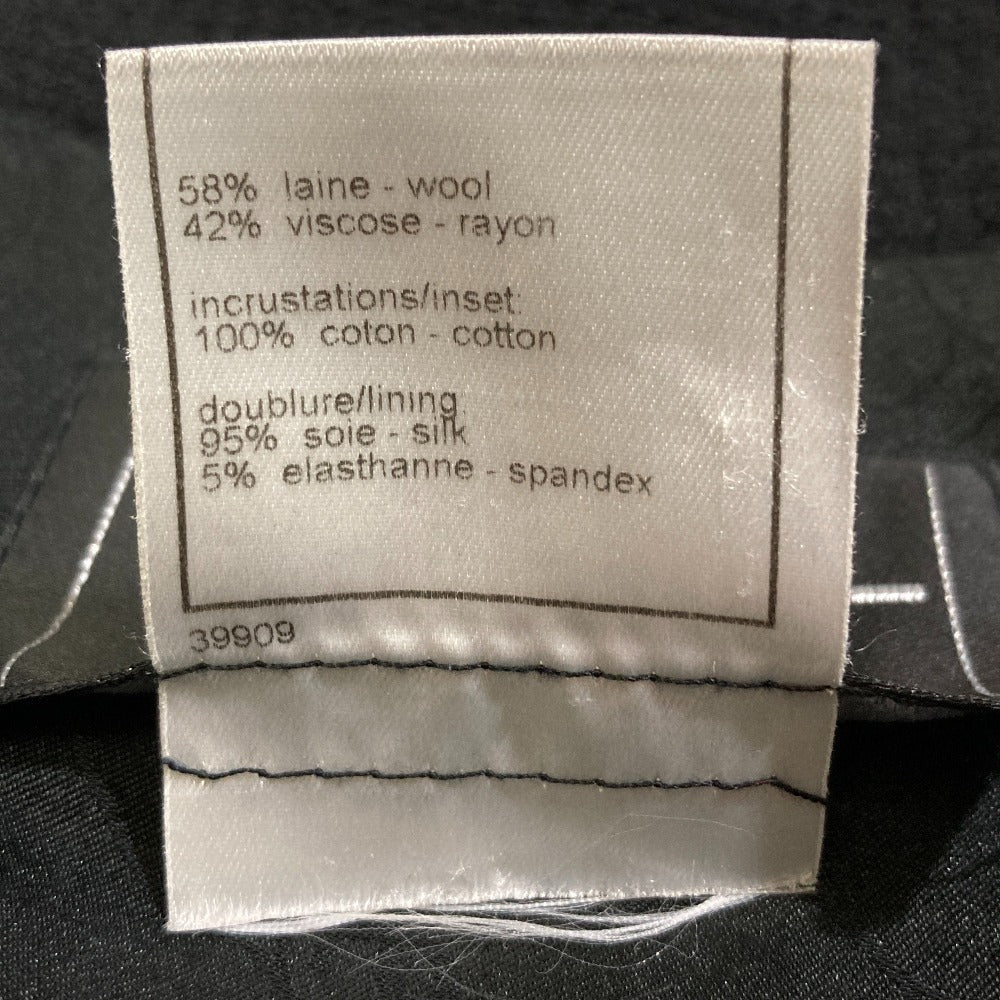 58% laine - wool
42% viscose - rayon
incrustations/inset:
100% coton - cotton
doublure/lining:
95% soie - silk
5% elasthanne - spandex
39909